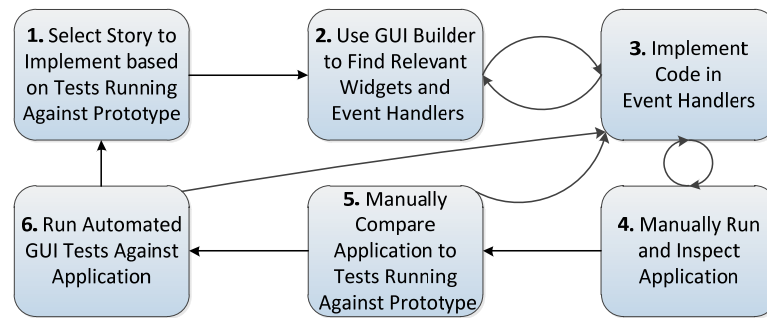 1. Select Story to
Implement based
on Tests Running
Against Prototype
2. Use GUI Builder
to Find Relevant
Widgets and
Event Handlers
3. Implement
Code in
Event Handlers
4. Manually Run
and Inspect
Application
5. Manually
Compare
Application to
Tests Running
Against Prototype
6. Run Automated
GUI Tests Against
Application